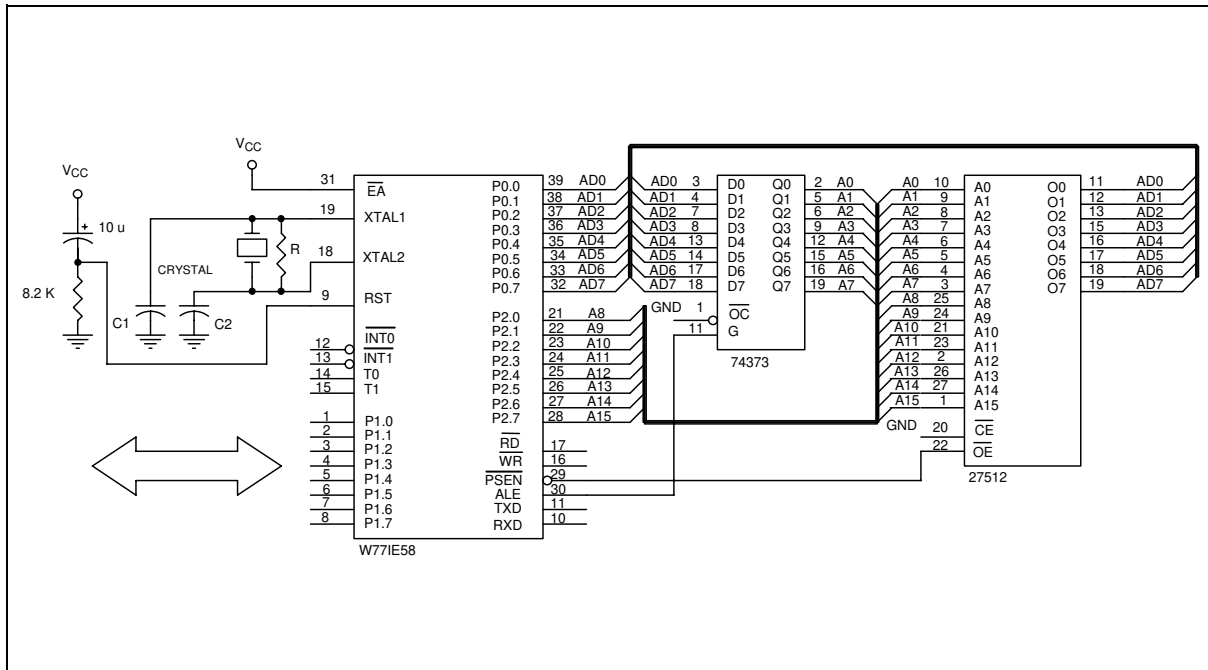 VCC
10 u
8.2 K
VCC
CRYSTAL
R
C1
C2
31 EA
19 XTAL1
18 XTAL2
9 RST
12 INT0
13 INT1
14 T0
15 T1
1 P1.0
2 P1.1
3 P1.2
4 P1.3
5 P1.4
6 P1.5
7 P1.6
8 P1.7
P0.0 39 AD0
P0.1 38 AD1
P0.2 37 AD2
P0.3 36 AD3
P0.4 35 AD4
P0.5 34 AD5
P0.6 33 AD6
P0.7 32 AD7
P2.0 21 A8
P2.1 22 A9
P2.2 23 A10
P2.3 24 A11
P2.4 25 A12
P2.5 26 A13
P2.6 27 A14
P2.7 28 A15
RD 17
WR 16
PSEN 29
ALE 30
TXD 11
RXD 10
W77IE58
AD0 3 D0 Q0 2 A0
AD1 4 D1 Q1 5 A1
AD2 7 D2 Q2 6 A2
AD3 8 D3 Q3 9 A3
AD4 13 D4 Q4 12 A4
AD5 14 D5 Q5 15 A5
AD6 17 D6 Q6 16 A6
AD7 18 D7 Q7 19 A7
GND 1 OC
11 G
74373
A0 10 A0 O0 11 AD0
A1 9 A1 O1 12 AD1
A2 8 A2 O2 13 AD2
A3 7 A3 O3 15 AD3
A4 6 A4 O4 16 AD4
A5 5 A5 O5 17 AD5
A6 4 A6 O6 18 AD6
A7 3 A7 O7 19 AD7
A8 25 A8
A9 24 A9
A10 21 A10
A11 23 A11
A12 2 A12
A13 26 A13
A14 27 A14
A15 1 A15
GND 20 CE
22 OE
27512